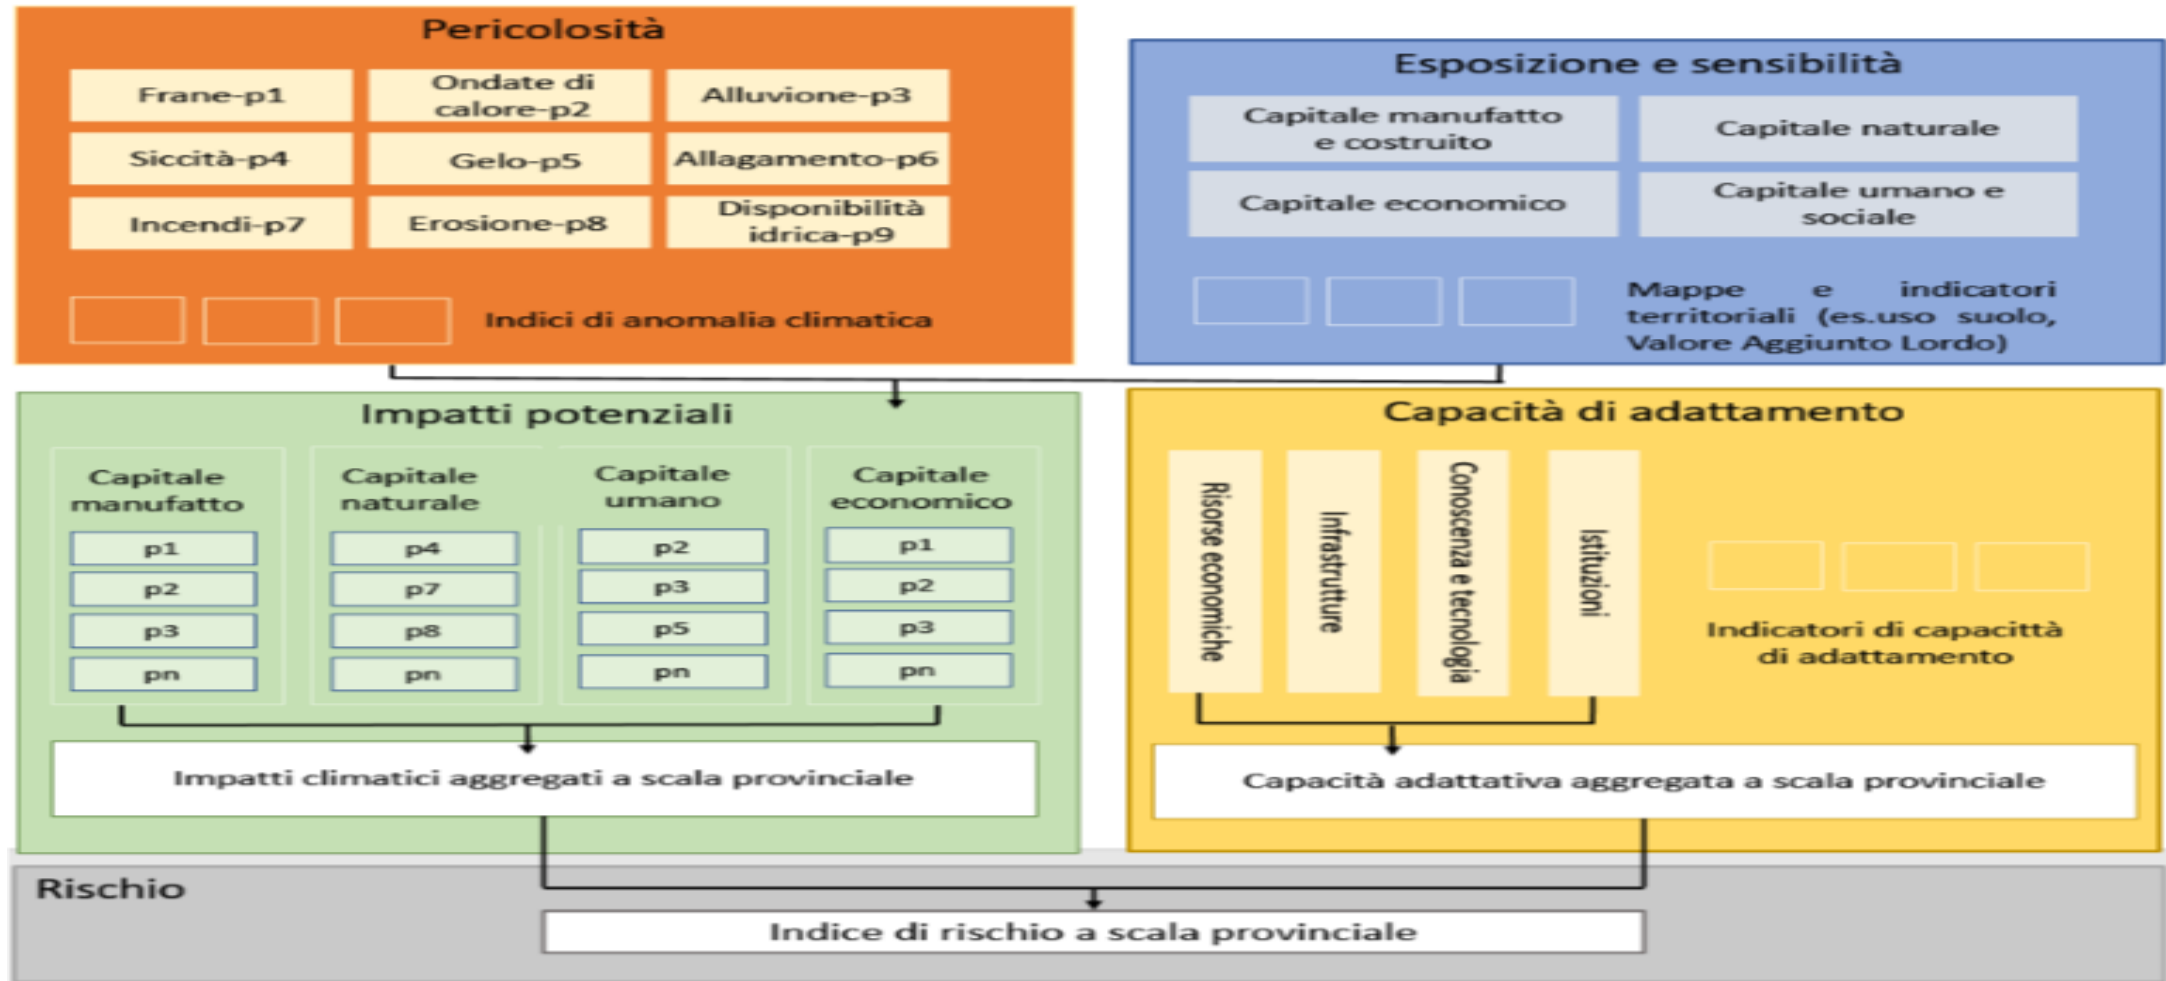 Pericolosità
Frane-p1
Ondate di
calore-p2
Alluvione-p3
Siccità-p4
Gelo-p5
Allagamento-p6
Incendi-p7
Erosione-p8
Disponibilità
idrica-p9
Indici di anomalia climatica
Esposizione e sensibilità
Capitale manufatto
e costruito
Capitale naturale
Capitale economico
Capitale umano e
sociale
Mappe e indicatori
territoriali (es.uso suolo,
Valore Aggiunto Lordo)
Impatti potenziali
Capitale
manufatto
p1
p2
p3
pn
Capitale
naturale
p4
p7
p8
pn
Capitale
umano
p2
p3
p5
pn
Capitale
economico
p1
p2
p3
pn
Impatti climatici aggregati a scala provinciale
Capacità di adattamento
Risorse economiche
Infrastrutture
Conoscenza e tecnologia
Istituzioni
Indicatori di capacittà
di adattamento
Capacità adattativa aggregata a scala provinciale
Rischio
Indice di rischio a scala provinciale